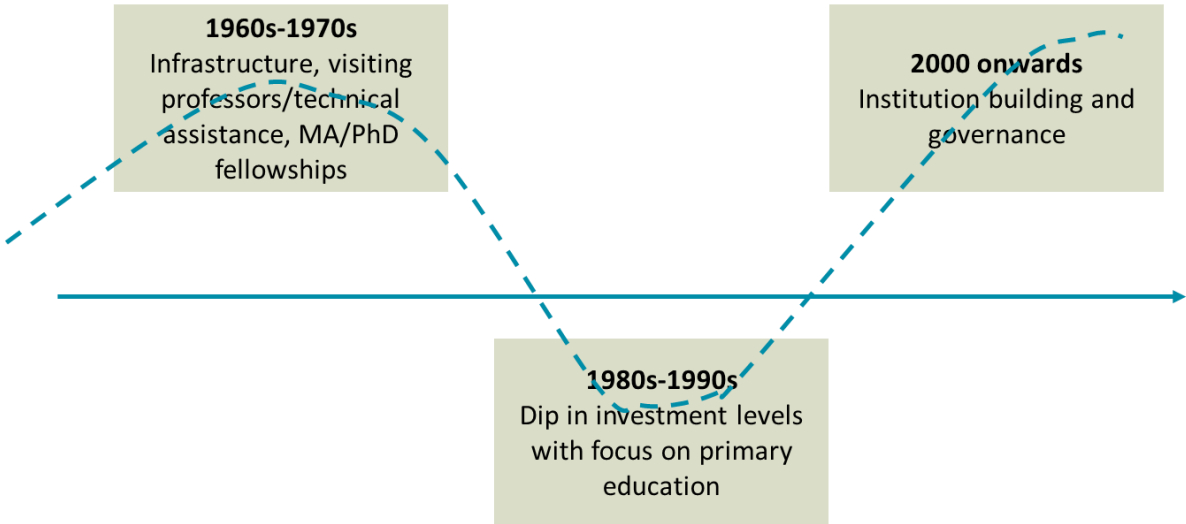 1960s-1970s
Infrastructure, visiting
professors/technical
assistance, MA/PhD
fellowships
1980s-1990s
Dip in investment levels
with focus on primary
education
2000 onwards
Institution building and
governance